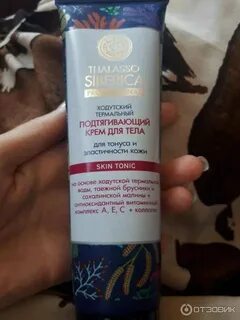 THALASSO
SIBERICA
ХОДУТСКИЙ
ТЕРМАЛЬНЫЙ
ПОДТЯГИВАЮЩИЙ
КРЕМ ДЛЯ ТЕЛА
для тонуса и
эластичности кожи
SKIN TONIC
на основе ходутской термальной
воды, таежной брусники и
сахалинской малины +
антиоксидантный витаминный
комплекс А, Е, С + коллаген
ОТЗОВИК